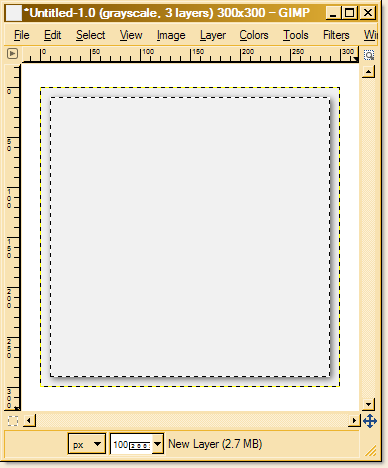 *Untitled-1.0 (grayscale, 3 layers) 300x300 – GIMP
File Edit Select View Image Layer Colors Tools Filters Wi
0 50 100 150 200 250 300
0
50
100
150
200
250
300
px 100 New Layer (2.7 MB)